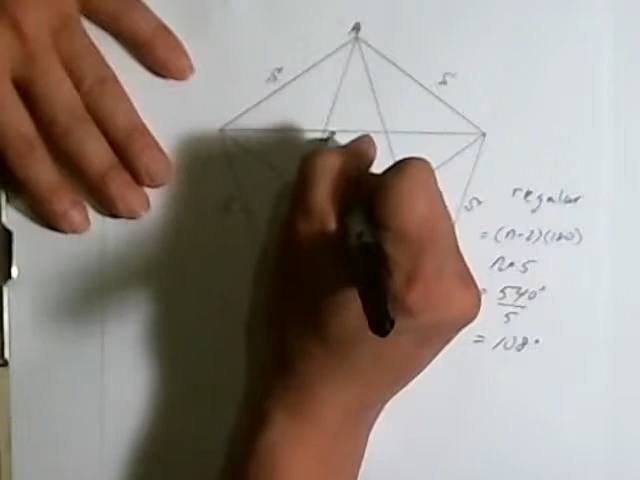 A
5
5
5
regular
= (n-2)(180)
n=5
= 540°
5
= 108°